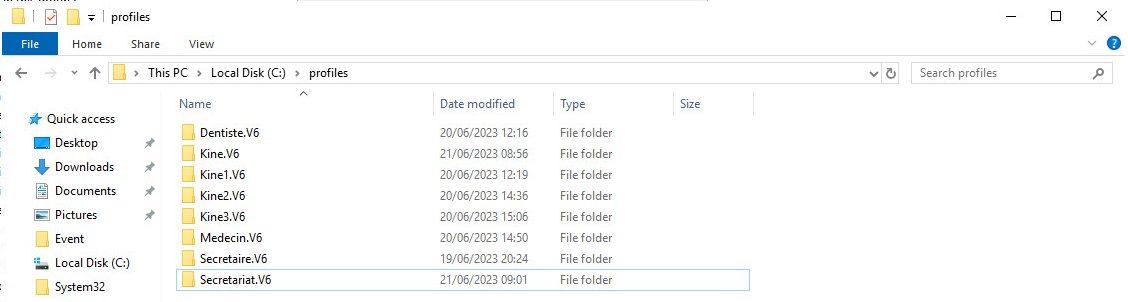 profiles
File Home Share View
This PC Local Disk (C:) profiles Search profiles
Name Date modified Type Size
Quick access
Desktop
Downloads
Documents
Pictures
Event
Local Disk (C:)
System32
Dentiste.V6 20/06/2023 12:16 File folder
Kine.V6 21/06/2023 08:56 File folder
Kine1.V6 20/06/2023 12:19 File folder
Kine2.V6 20/06/2023 14:36 File folder
Kine3.V6 20/06/2023 15:06 File folder
Medecin.V6 20/06/2023 14:50 File folder
Secretaire.V6 19/06/2023 20:24 File folder
Secretariat.V6 21/06/2023 09:01 File folder